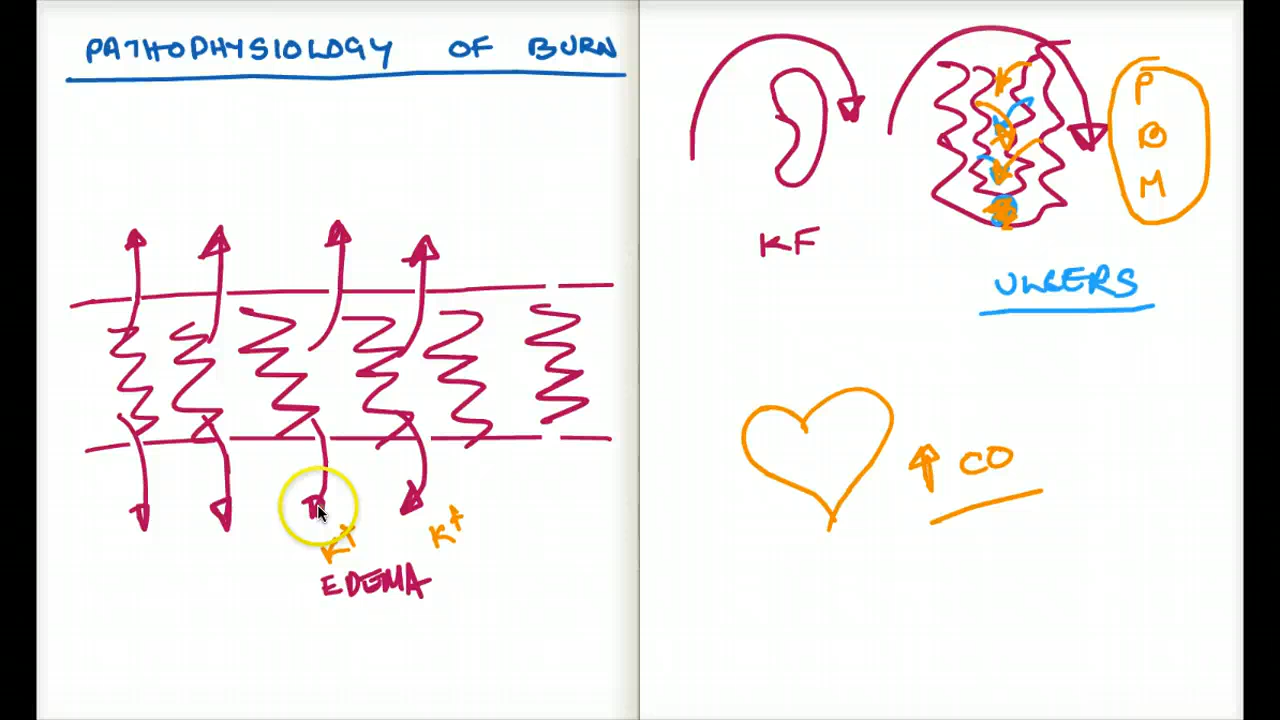 PATHOPHYSIOLOGY OF BURN
K+ K+
EDEMA
KF
P
B
M
ULCERS
↑ CO